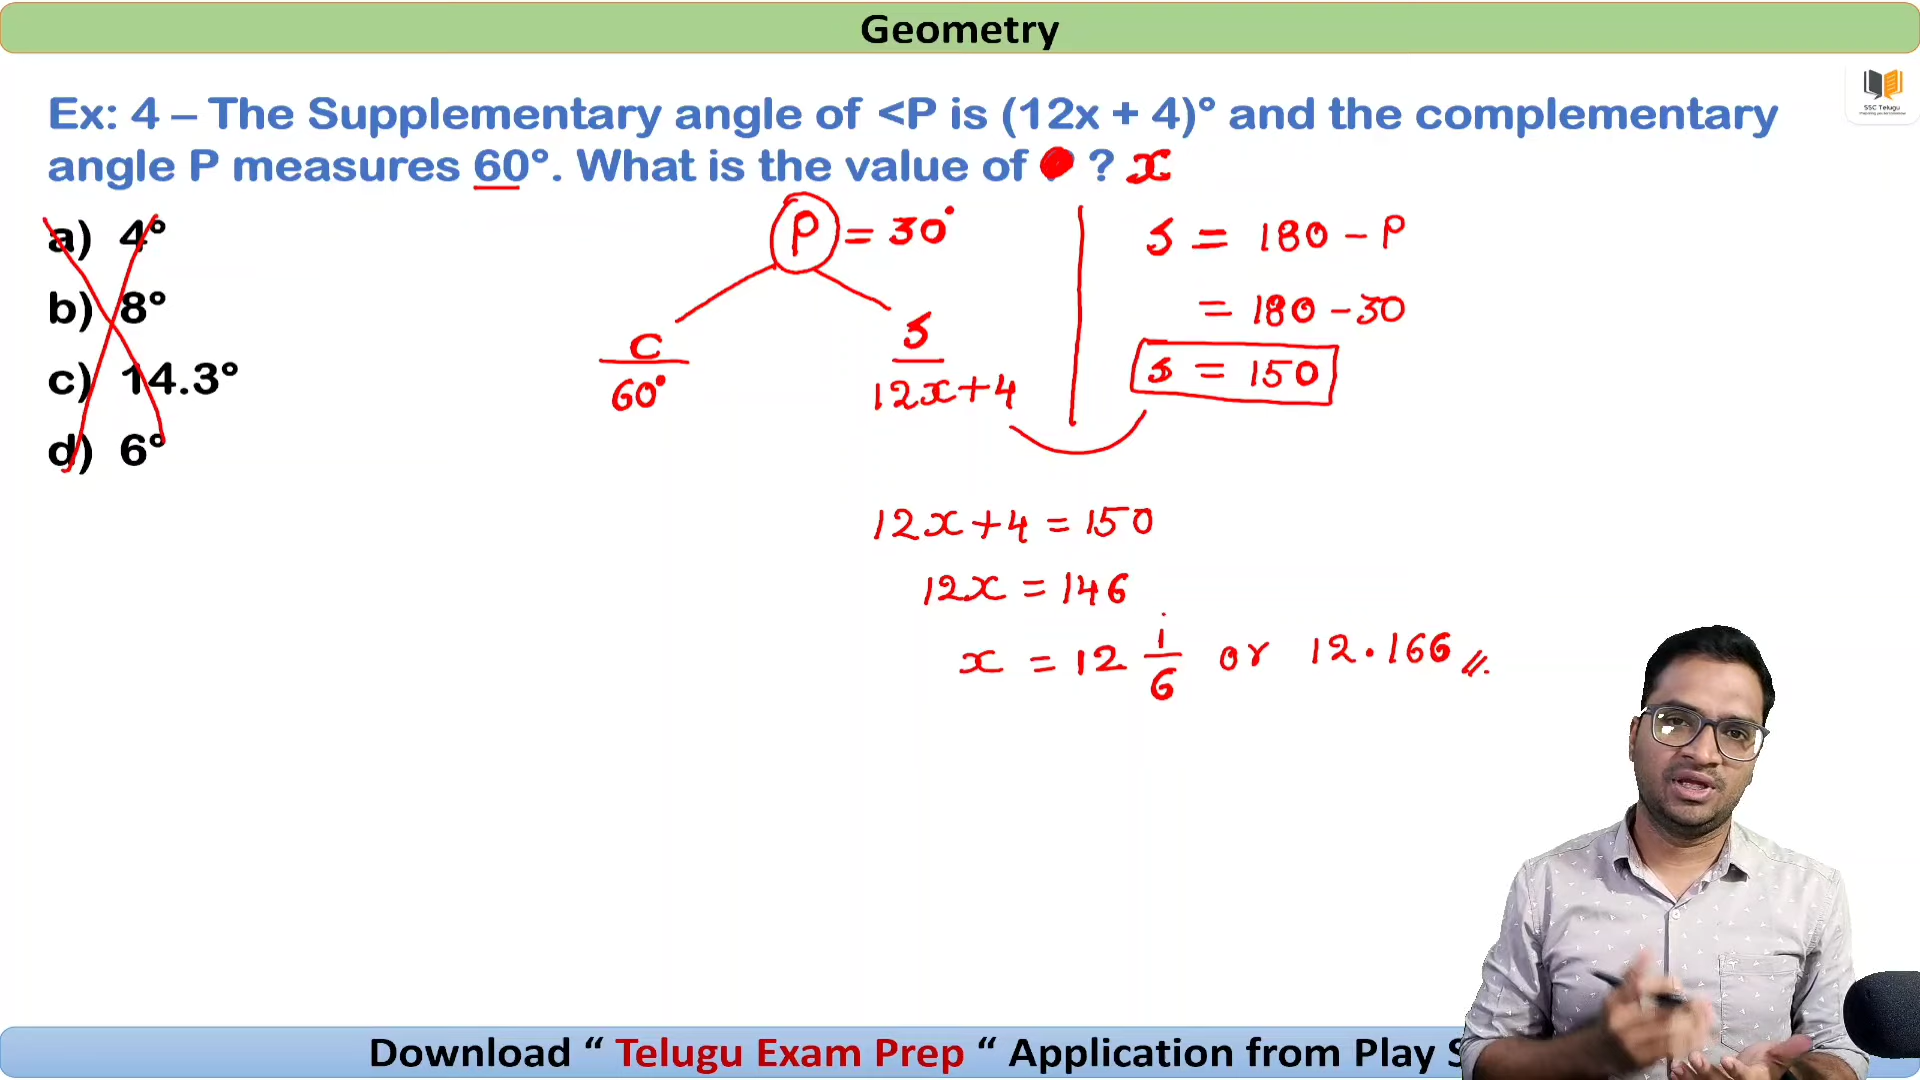 Geometry
SSC Telugu
Ex: 4 – The Supplementary angle of <P is (12x + 4)° and the complementary
angle P measures 60°. What is the value of ? x
a) 4°
b) 8°
c) 14.3°
d) 6°
P = 30°
C
60°
S
12x+4
S = 180 - P
= 180 - 30
S = 150
12x+4 = 150
12x = 146
x = 12 1/6 or 12.166 //.
Download “ Telugu Exam Prep “ Application from Play S